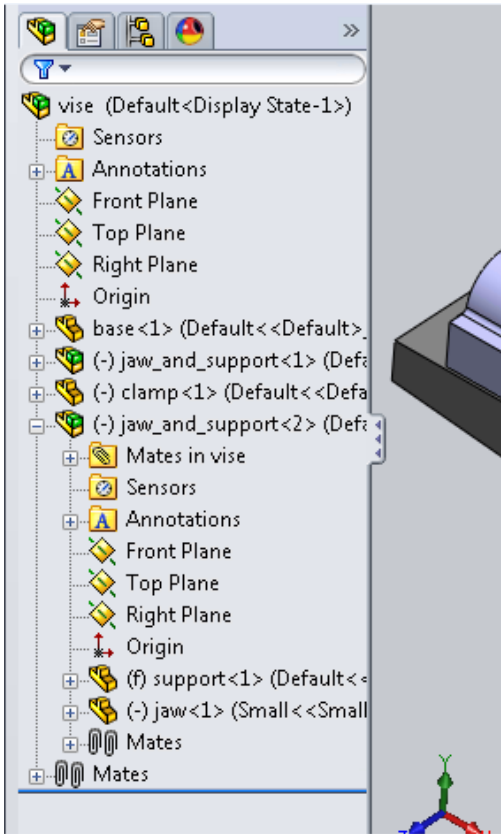 »
vise (Default<Display State-1>)
Sensors
A Annotations
Front Plane
Top Plane
Right Plane
Origin
base<1> (Default<<Default>_
(-) jaw_and_support<1> (Defa
(-) clamp<1> (Default<<Defa
(-) jaw_and_support<2> (Defa
Mates in vise
Sensors
A Annotations
Front Plane
Top Plane
Right Plane
Origin
(f) support<1> (Default<<
(-) jaw<1> (Small<<Small
Mates
Mates
Y